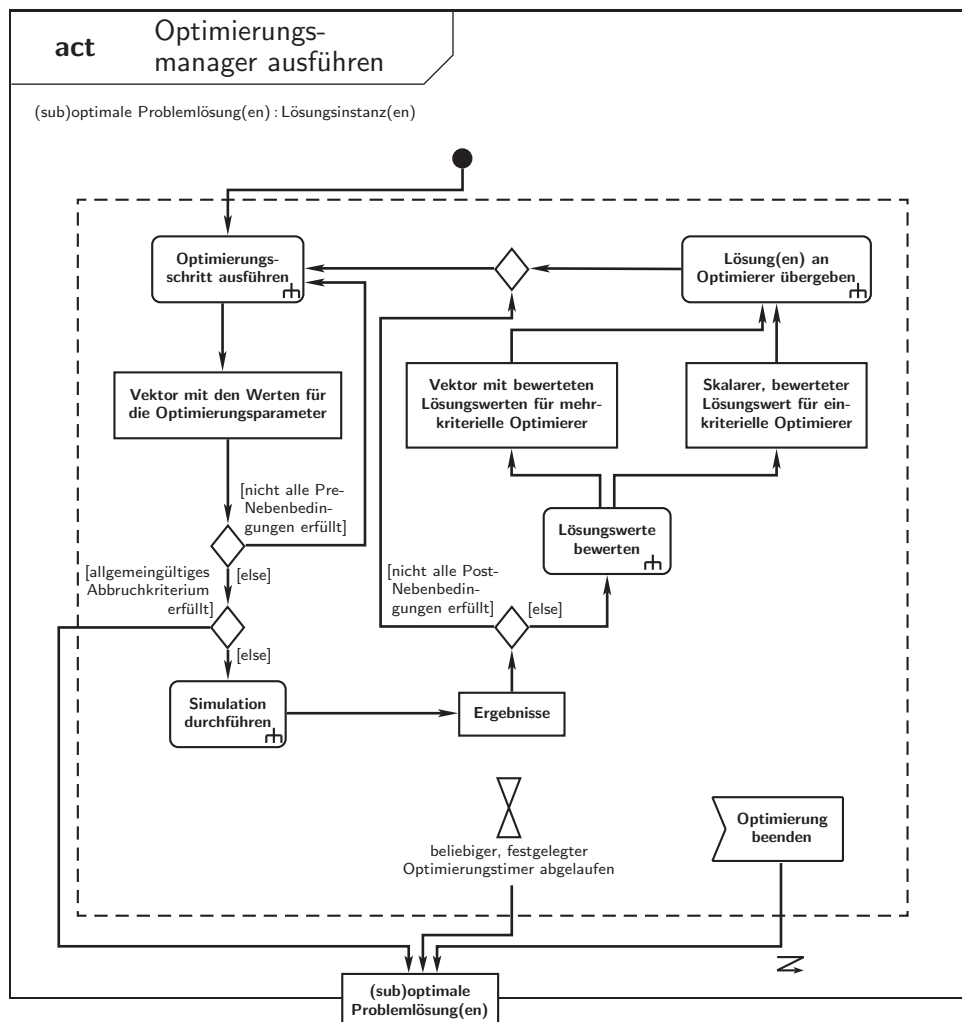 act
Optimierungs-
manager ausführen
(sub)optimale Problemlösung(en) : Lösungsinstanz(en)
Optimierungs-
schritt ausführen
Lösung(en) an
Optimierer übergeben
Vektor mit den Werten für
die Optimierungsparameter
Vektor mit bewerteten
Lösungswerten für mehr-
kriterielle Optimierer
Skalarer, bewerteter
Lösungswert für ein-
kriterielle Optimierer
[nicht alle Pre-
Nebenbedin-
gungen erfüllt]
Lösungswerte
bewerten
[allgemeingültiges
Abbruchkriterium
erfüllt]
[else]
[nicht alle Post-
Nebenbedin-
gungen erfüllt]
[else]
[else]
Simulation
durchführen
Ergebnisse
beliebiger, festgelegter
Optimierungstimer abgelaufen
Optimierung
beenden
(sub)optimale
Problemlösung(en)